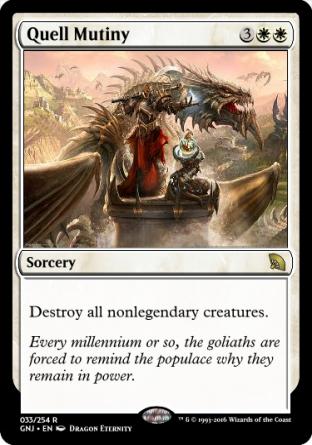 Quell Mutiny 3
Sorcery
Destroy all nonlegendary creatures.
Every millennium or so, the goliaths are
forced to remind the populace why they
remain in power.
033/254 R
GNJ • EN Dragon Eternity
™ & © 1993-2016 Wizards of the Coast